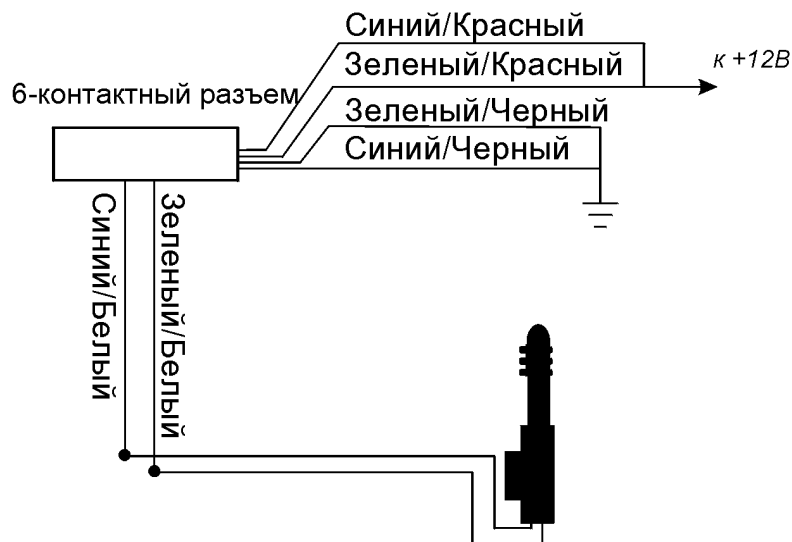 Синий/Красный
к +12В
Зеленый/Красный
6-контактный разъем
Зеленый/Черный
Синий/Черный
Синий/Белый
Зеленый/Белый